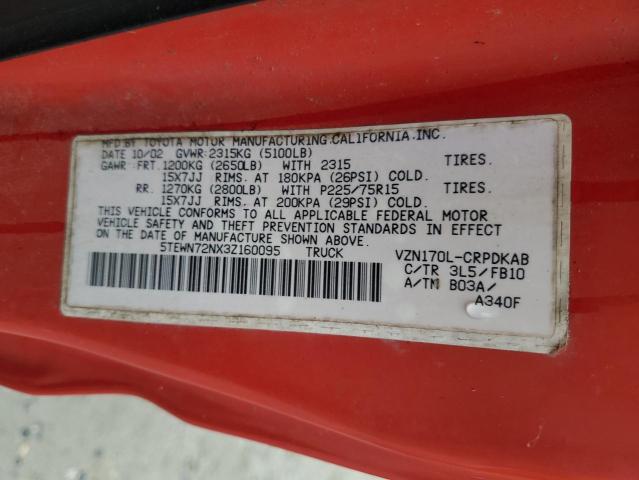 MFD.BY TOYOTA MOTOR MANUFACTURING.CALIFORNIA.INC.
DATE 10/02 GVWR:2315KG (5100LB)
GAWR: FRT.1200KG (2650LB) WITH 2315 TIRES.
15X7JJ RIMS. AT 180KPA (26PSI) COLD.
RR. 1270KG (2800LB) WITH P225/75R15 TIRES.
15X7JJ RIMS. AT 200KPA (29PSI) COLD.
THIS VEHICLE CONFORMS TO ALL APPLICABLE FEDERAL MOTOR
VEHICLE SAFETY AND THEFT PREVENTION STANDARDS IN EFFECT
ON THE DATE OF MANUFACTURE SHOWN ABOVE.
5TEWN72NX3Z160095 TRUCK VZN170L-CRPDKAB
C/TR 3L5/FB10
A/TM B03A/
A340F